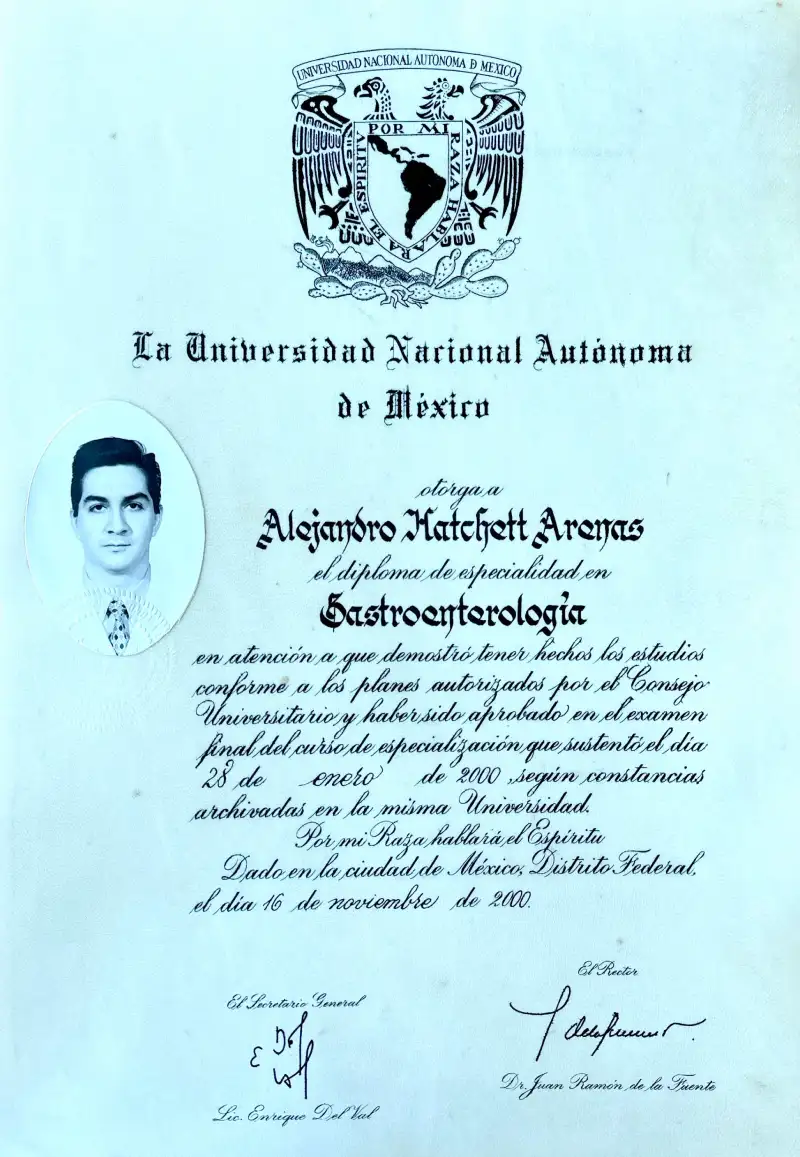 UNIVERSIDAD NACIONAL AUTONOMA D MEXICO
POR MI RAZA HABLARA EL ESPIRITV
La Universidad Nacional Autónoma
de México
otorga a
Alejandro Hatchett Arenas
el diploma de especialidad en
Gastroenterología
en atención a que demostró tener hechos los estudios
conforme a los planes autorizados por el Consejo
Universitario y haber sido aprobado en el examen
final del curso de especialización que sustentó el día
28 de enero de 2000, según constancias
archivadas en la misma Universidad.
Por mi Raza hablará el Espíritu
Dado en la ciudad de México, Distrito Federal,
el día 16 de noviembre de 2000.
El Rector
El Secretario General
Dr. Juan Ramón de la Fuente
Lic. Enrique Del Val